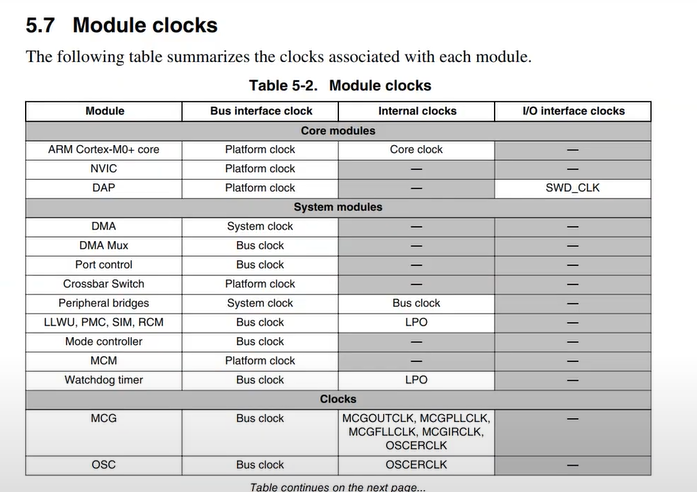 5.7 Module clocks
The following table summarizes the clocks associated with each module.
Table 5-2. Module clocks
Module Bus interface clock Internal clocks I/O interface clocks
Core modules
ARM Cortex-M0+ core Platform clock Core clock —
NVIC Platform clock — —
DAP Platform clock — SWD_CLK
System modules
DMA System clock — —
DMA Mux Bus clock — —
Port control Bus clock — —
Crossbar Switch Platform clock — —
Peripheral bridges System clock Bus clock —
LLWU, PMC, SIM, RCM Bus clock LPO —
Mode controller Bus clock — —
MCM Platform clock — —
Watchdog timer Bus clock LPO —
Clocks
MCG Bus clock MCGOUTCLK, MCGPLLCLK, —
MCGFLLCLK, MCGIRCLK,
OSCERCLK
OSC Bus clock OSCERCLK —
Table continues on the next page...